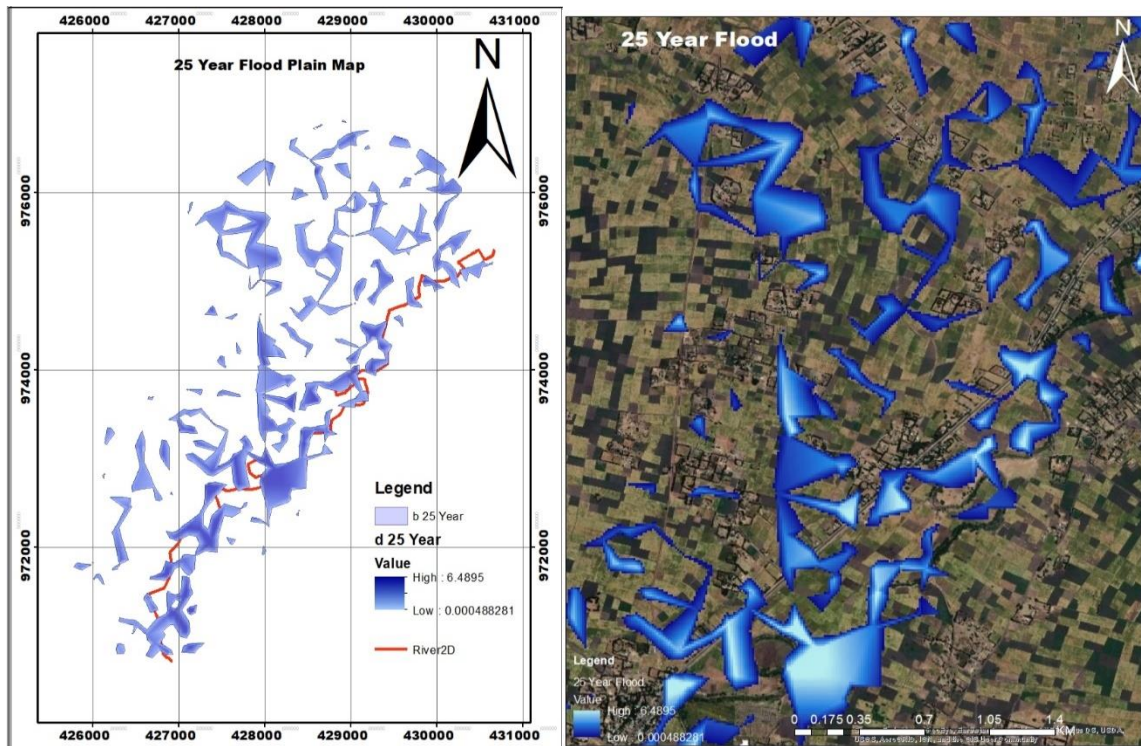 426000 427000 428000 429000 430000 431000
25 Year Flood Plain Map
N
976000
976000
974000
974000
972000
972000
Legend
b 25 Year
d 25 Year
Value
High : 6.4895
Low : 0.000488281
River2D
426000 427000 428000 429000 430000 431000
25 Year Flood
N
Legend
25 Year Flood
Value
High : 6.4895
Low : 0.000488281
0 0.175 0.35 0.7 1.05 1.4
KM